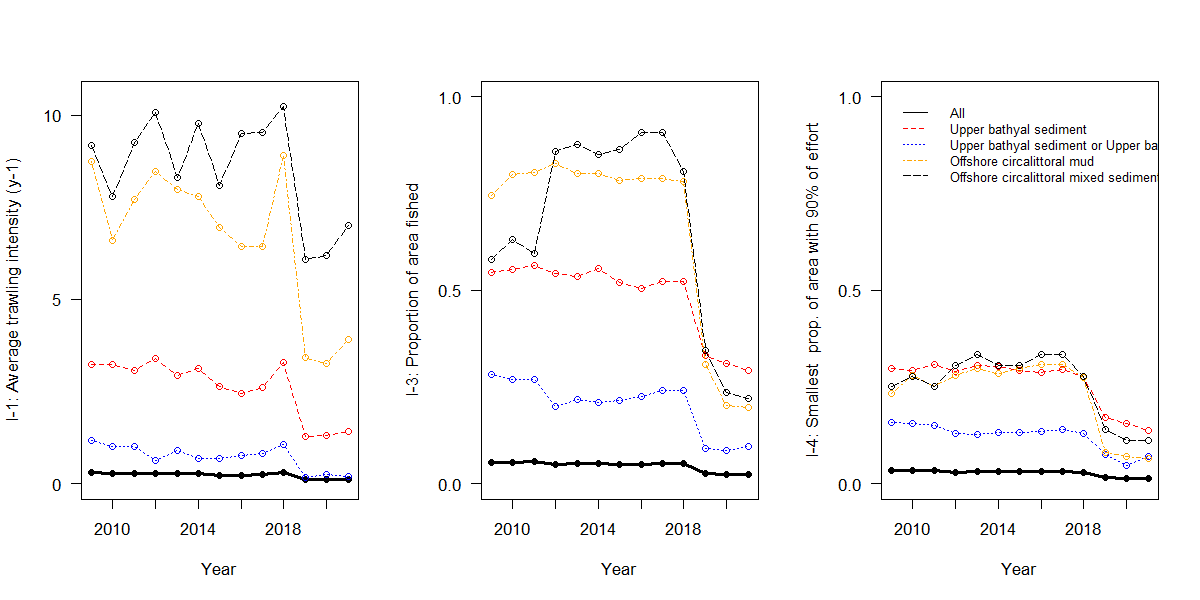 I-1: Average trawling intensity (y-1)
10
5
0
2010 2014 2018
Year
I-3: Proportion of area fished
1.0
0.5
0.0
2010 2014 2018
Year
I-4: Smallest prop. of area with 90% of effort
1.0
0.5
0.0
2010 2014 2018
Year
All
Upper bathyal sediment
Upper bathyal sediment or Upper ba
Offshore circalittoral mud
Offshore circalittoral mixed sediment